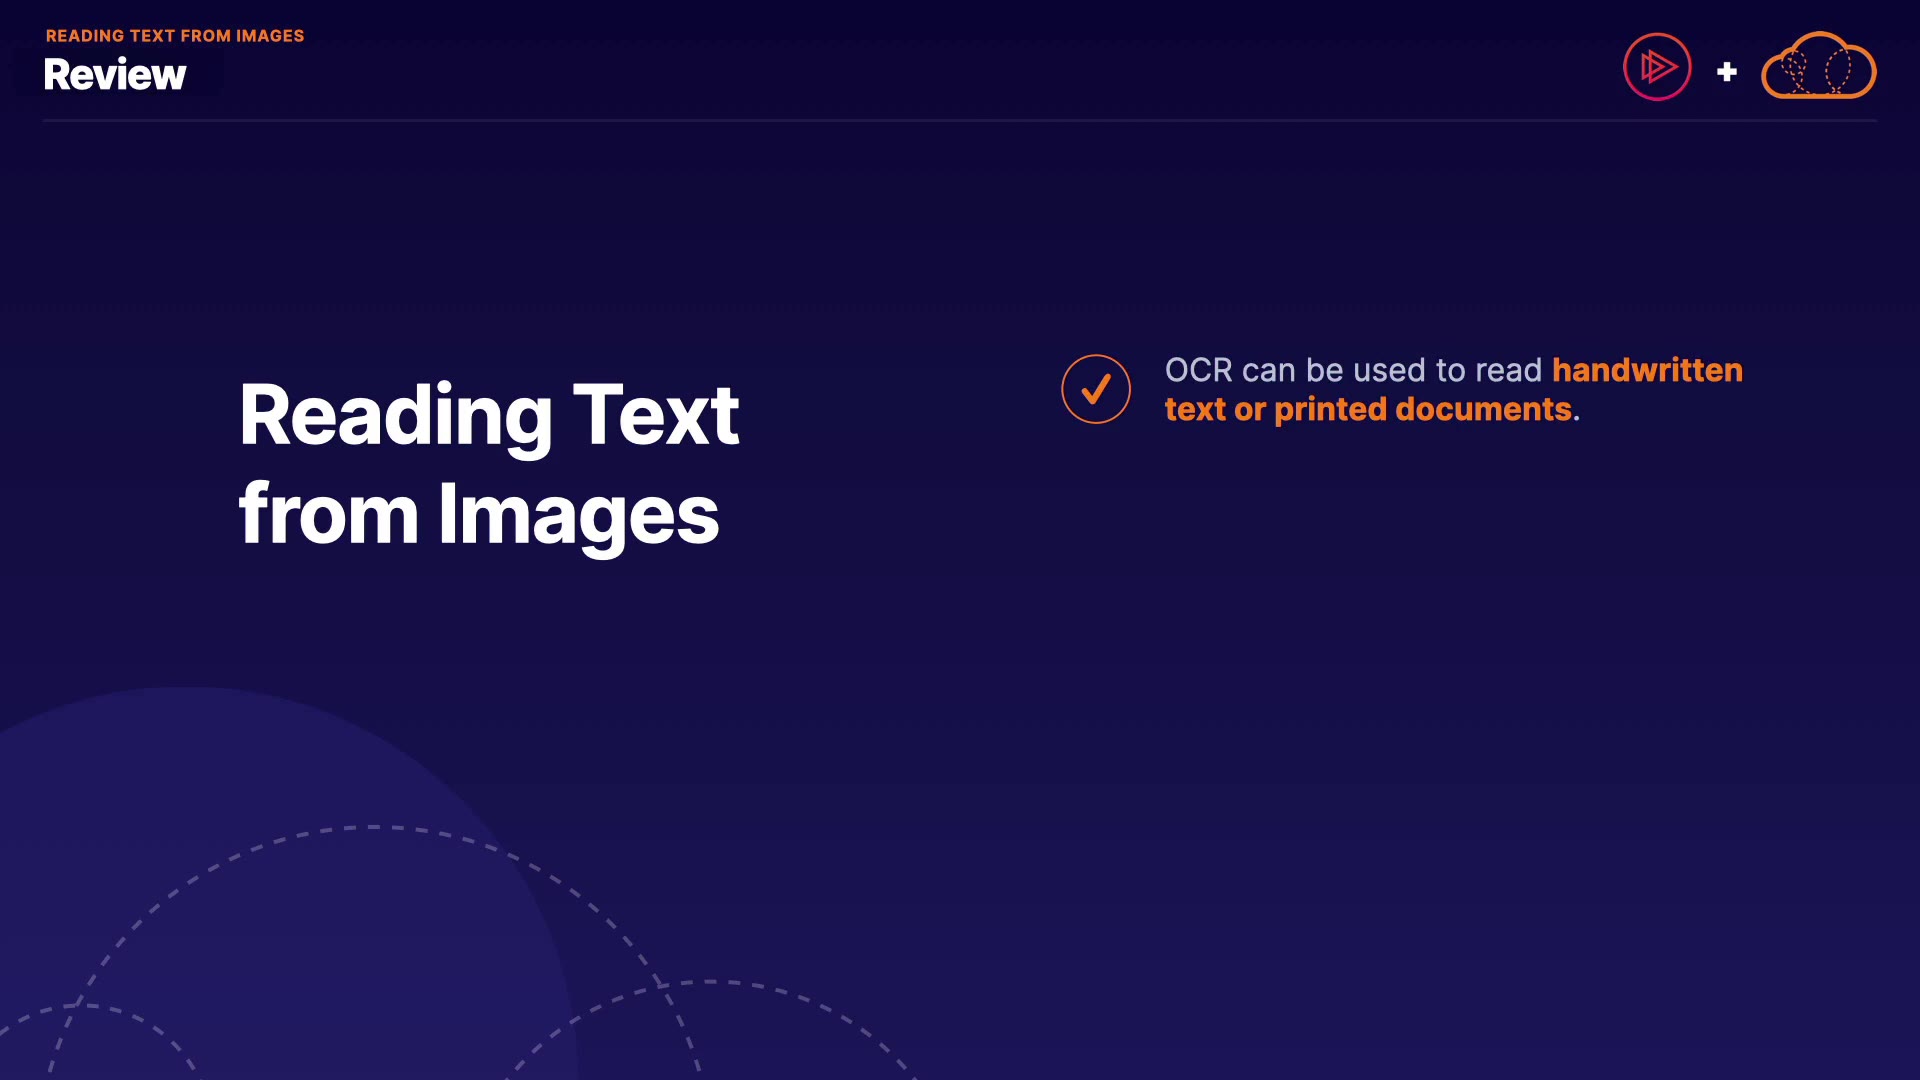 READING TEXT FROM IMAGES
Review
Reading Text
from Images
OCR can be used to read handwritten
text or printed documents.